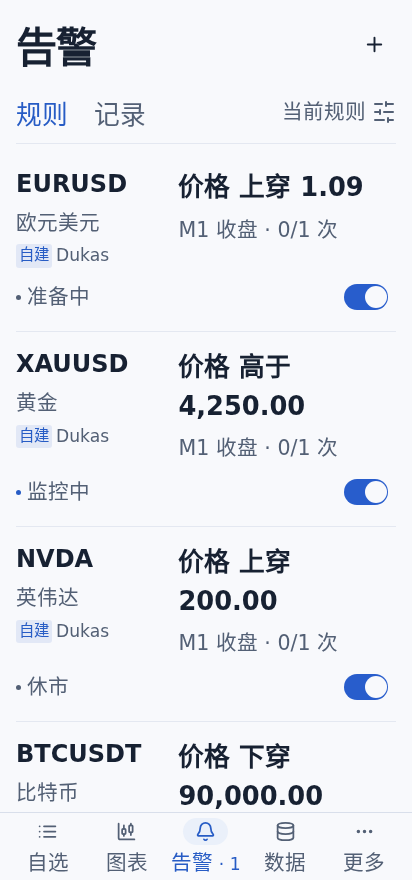 告警
规则 记录 当前规则
EURUSD 价格 上穿 1.09
欧元美元 M1 收盘 · 0/1 次
自建 Dukas
准备中
XAUUSD 价格 高于
4,250.00
黄金
M1 收盘 · 0/1 次
自建 Dukas
监控中
NVDA 价格 上穿
200.00
英伟达
M1 收盘 · 0/1 次
自建 Dukas
休市
BTCUSDT 价格 下穿
90,000.00
比特币
自选 图表 告警 · 1 数据 更多